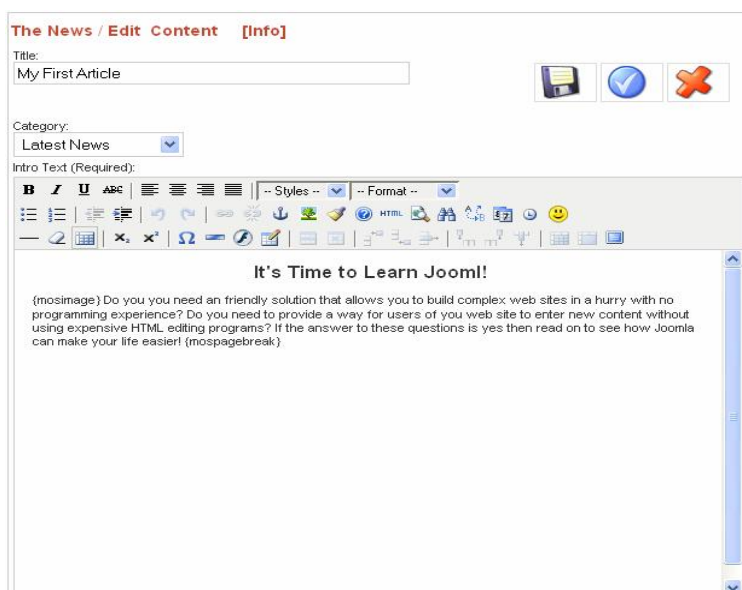 The News / Edit Content [Info]
Title:
My First Article
Category:
Latest News
Intro Text (Required):
B I U ABC -- Styles -- -- Format --
HTML
It's Time to Learn Jooml!
{mosimage} Do you you need an friendly solution that allows you to build complex web sites in a hurry with no
programming experience? Do you need to provide a way for users of you web site to enter new content without
using expensive HTML editing programs? If the answer to these questions is yes then read on to see how Joomla
can make your life easier! {mospagebreak}